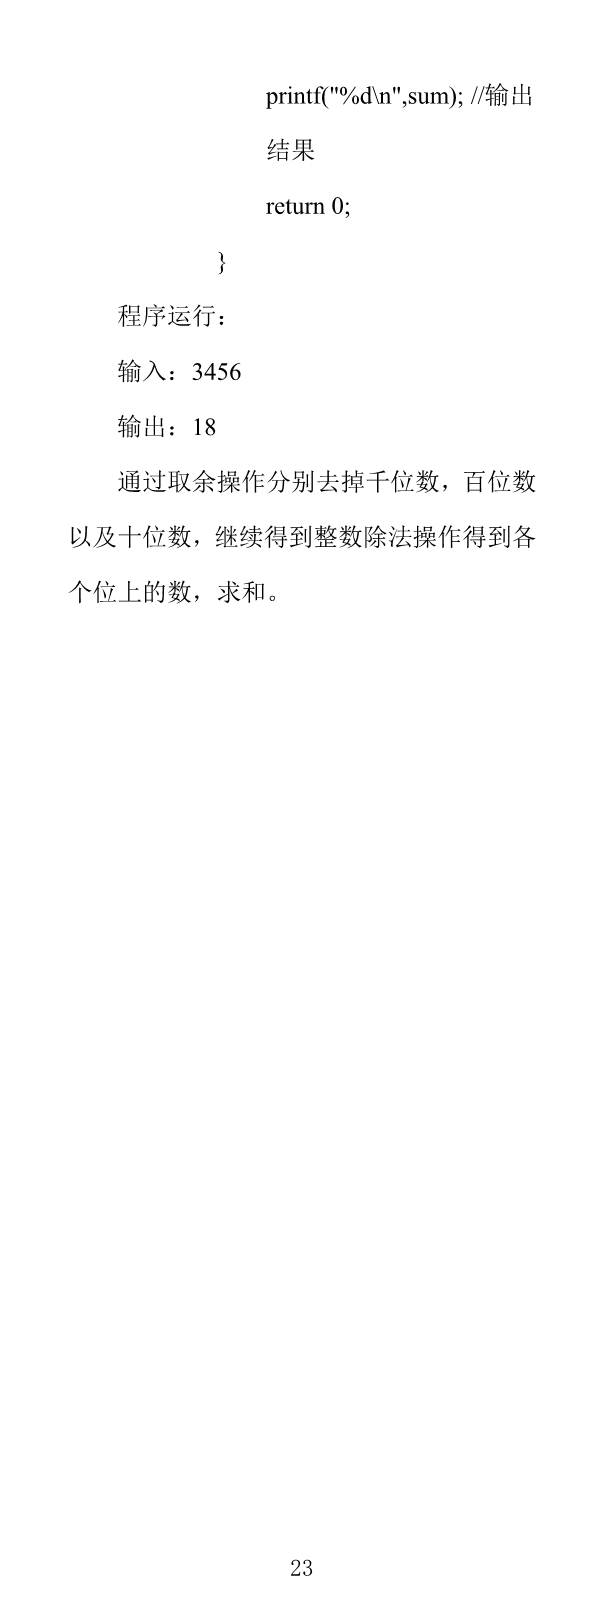 printf("%d\n",sum); //输出
结果
return 0;
}
程序运行：
输入：3456
输出：18
通过取余操作分别去掉千位数，百位数
以及十位数，继续得到整数除法操作得到各
个位上的数，求和。
23